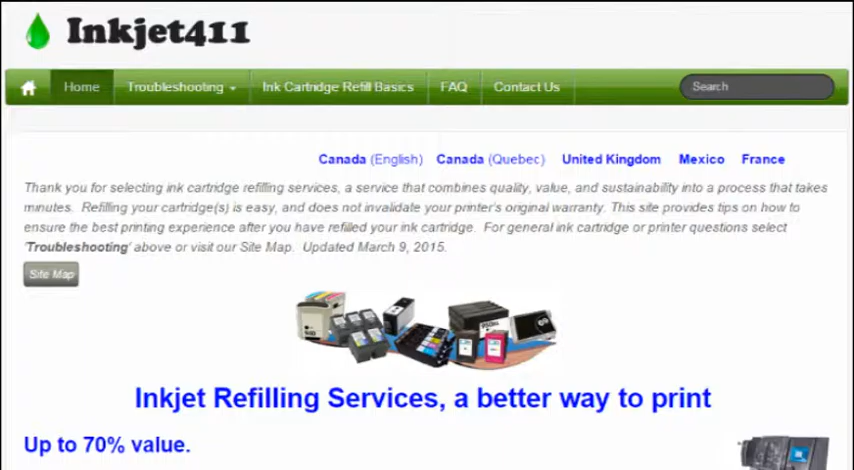 Inkjet411
Home Troubleshooting Ink Cartridge Refill Basics FAQ Contact Us Search
Canada (English) Canada (Quebec) United Kingdom Mexico France
Thank you for selecting ink cartridge refilling services, a service that combines quality, value, and sustainability into a process that takes
minutes. Refilling your cartridge(s) is easy, and does not invalidate your printer's original warranty. This site provides tips on how to
ensure the best printing experience after you have refilled your ink cartridge. For general ink cartridge or printer questions select
'Troubleshooting' above or visit our Site Map. Updated March 9, 2015.
Site Map
Inkjet Refilling Services, a better way to print
Up to 70% value.